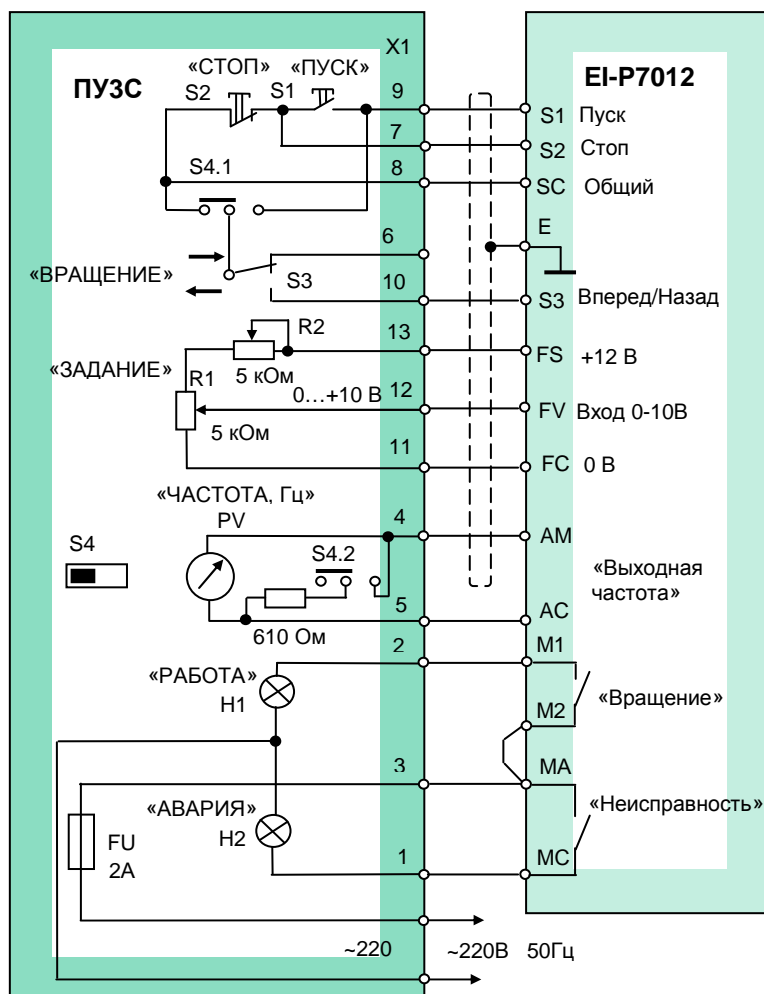 X1
ПУ3С
EI-P7012
«СТОП» «ПУСК»
S2 S1 9
S1 Пуск
7
S2 Стоп
S4.1 8
SC Общий
6
E
«ВРАЩЕНИЕ»
S3 10
S3 Вперед/Назад
R2 13
5 кОм
FS +12 В
«ЗАДАНИЕ»
R1
0…+10 В 12
FV Вход 0-10В
5 кОм
11
FC 0 В
«ЧАСТОТА, Гц»
PV
4
AM
S4
S4.2
«Выходная
частота»
5
AC
610 Ом
2
M1
«РАБОТА»
H1
«Вращение»
M2
3
MA
«АВАРИЯ»
H2
«Неисправность»
FU
2А
1
MC
~220 ~220В 50Гц